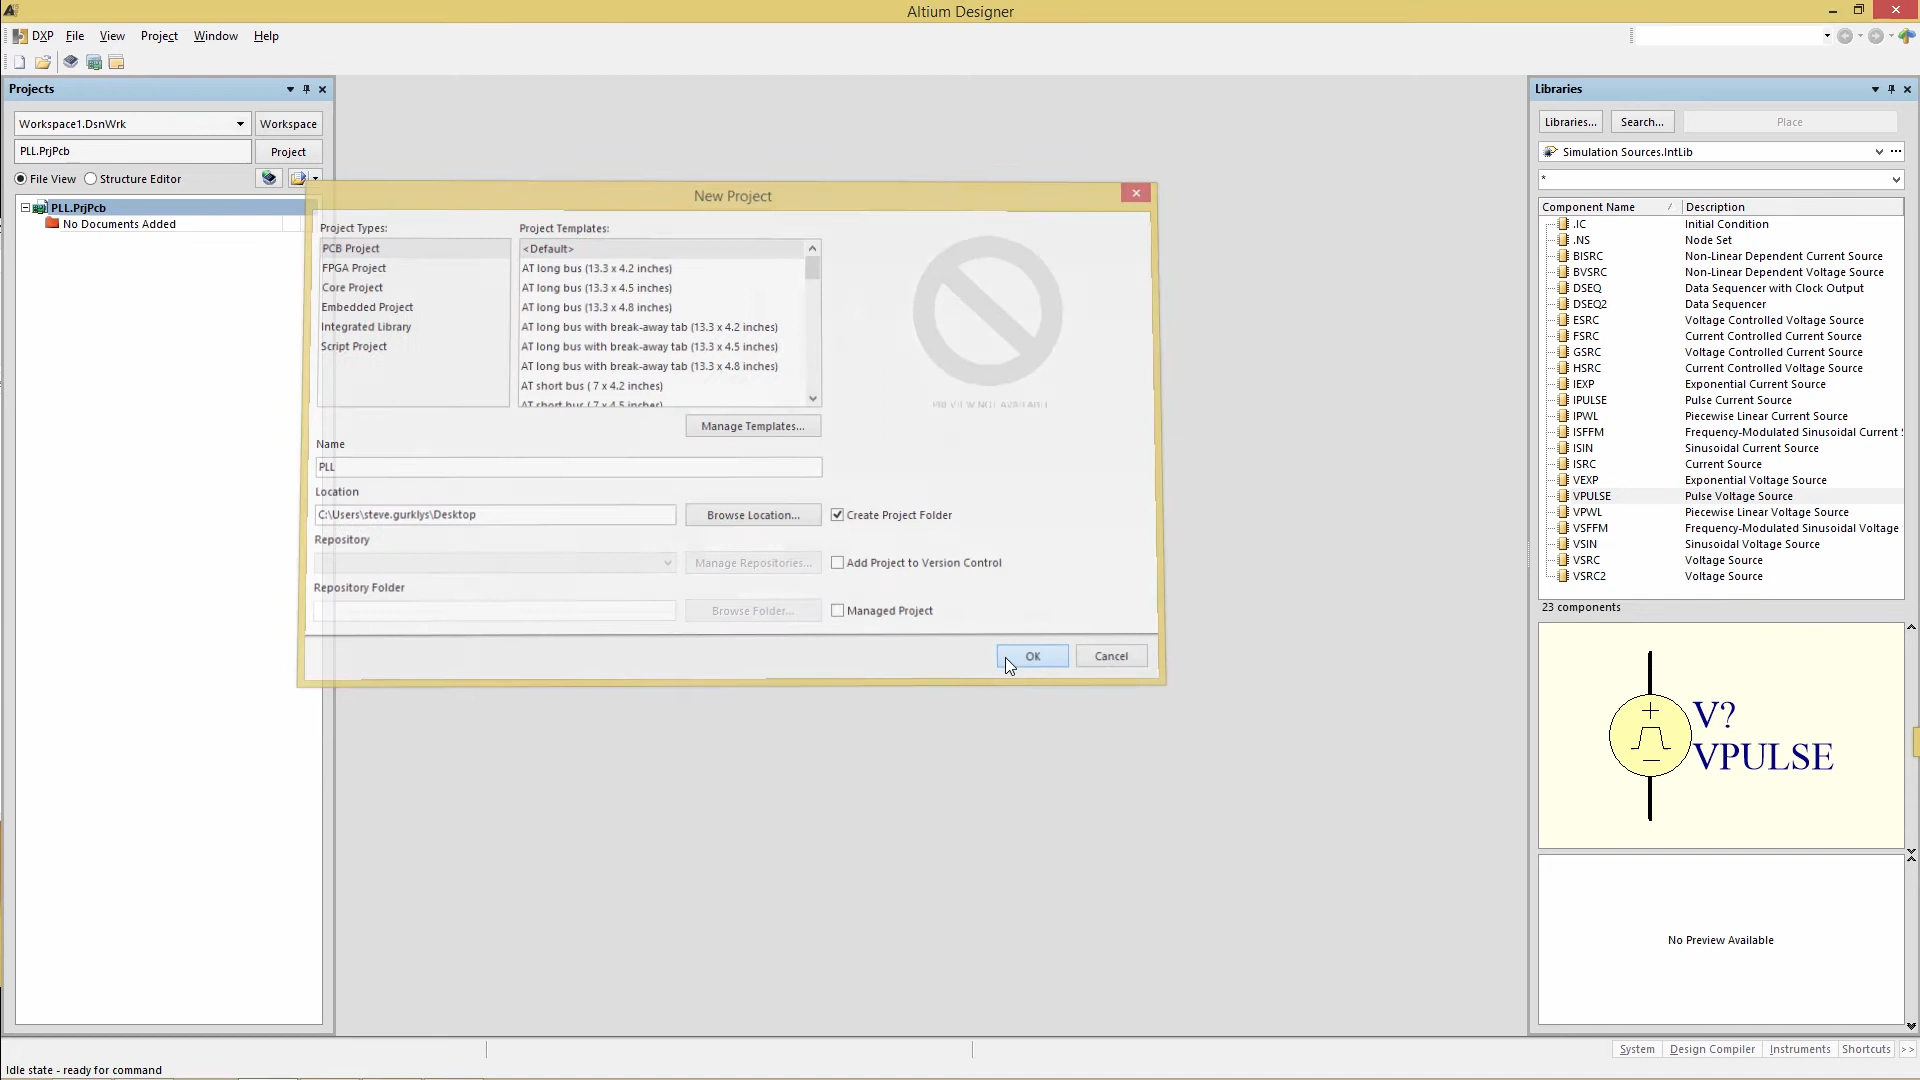 Altium Designer
DXP File View Project Window Help
Projects
Workspace1.DsnWrk Workspace
PLL.PrjPcb Project
File View Structure Editor
PLL.PrjPcb
No Documents Added
New Project
Project Types:
PCB Project
FPGA Project
Core Project
Embedded Project
Integrated Library
Script Project
Project Templates:
<Default>
AT long bus (13.3 x 4.2 inches)
AT long bus (13.3 x 4.5 inches)
AT long bus (13.3 x 4.8 inches)
AT long bus with break-away tab (13.3 x 4.2 inches)
AT long bus with break-away tab (13.3 x 4.5 inches)
AT long bus with break-away tab (13.3 x 4.8 inches)
AT short bus ( 7 x 4.2 inches)
AT short bus ( 7 x 4.5 inches)
PREVIEW NOT AVAILABLE
Manage Templates...
Name
PLL
Location
C:\Users\steve.gurklys\Desktop Browse Location... Create Project Folder
Repository
Manage Repositories... Add Project to Version Control
Repository Folder
Browse Folder... Managed Project
OK Cancel
Libraries
Libraries... Search... Place
Simulation Sources.IntLib ...
*
Component Name / Description
.IC Initial Condition
.NS Node Set
BISRC Non-Linear Dependent Current Source
BVSRC Non-Linear Dependent Voltage Source
DSEQ Data Sequencer with Clock Output
DSEQ2 Data Sequencer
ESRC Voltage Controlled Voltage Source
FSRC Current Controlled Current Source
GSRC Voltage Controlled Current Source
HSRC Current Controlled Voltage Source
IEXP Exponential Current Source
IPULSE Pulse Current Source
IPWL Piecewise Linear Current Source
ISFFM Frequency-Modulated Sinusoidal Current
ISIN Sinusoidal Current Source
ISRC Current Source
VEXP Exponential Voltage Source
VPULSE Pulse Voltage Source
VPWL Piecewise Linear Voltage Source
VSFFM Frequency-Modulated Sinusoidal Voltage
VSIN Sinusoidal Voltage Source
VSRC Voltage Source
VSRC2 Voltage Source
23 components
V?
VPULSE
No Preview Available
System Design Compiler Instruments Shortcuts >>
Idle state - ready for command